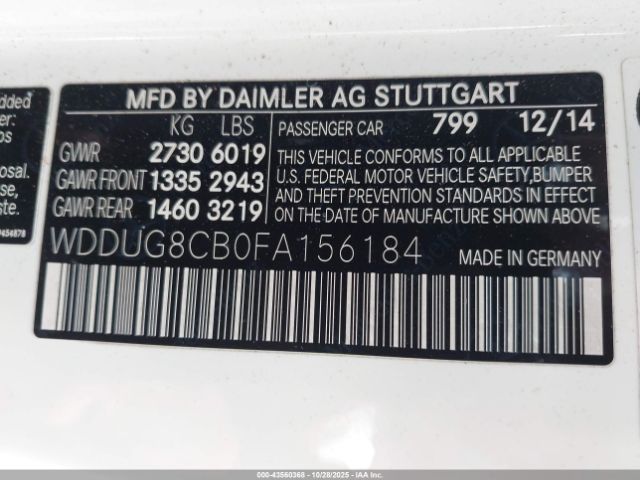 MFD BY DAIMLER AG STUTTGART
KG LBS
GVWR 2730 6019
GAWR FRONT 1335 2943
GAWR REAR 1460 3219
PASSENGER CAR 799 12/14
THIS VEHICLE CONFORMS TO ALL APPLICABLE
U.S. FEDERAL MOTOR VEHICLE SAFETY, BUMPER
AND THEFT PREVENTION STANDARDS IN EFFECT
ON THE DATE OF MANUFACTURE SHOWN ABOVE.
WDDUG8CB0FA156184
MADE IN GERMANY
000-43560368 | 10/28/2025 | IAAI.COM